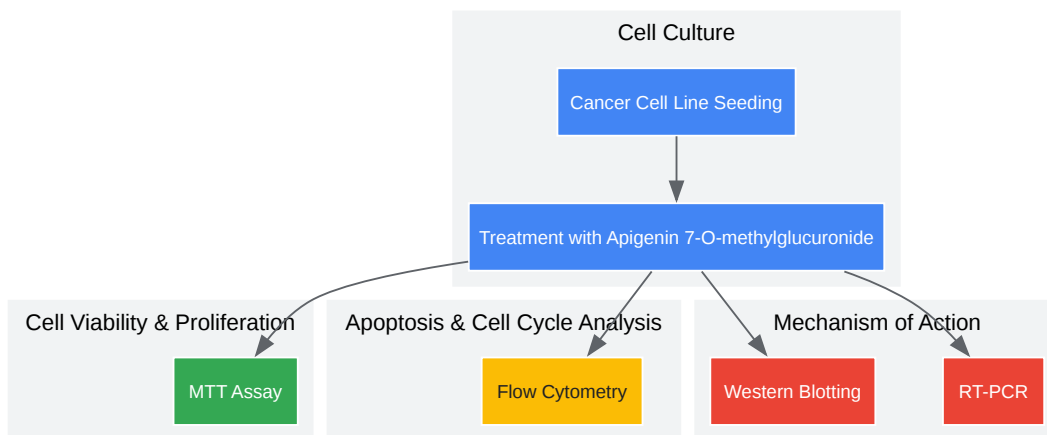 Cell Culture
Cancer Cell Line Seeding
Treatment with Apigenin 7-O-methylglucuronide
Cell Viability & Proliferation
Apoptosis & Cell Cycle Analysis
Mechanism of Action
MTT Assay
Flow Cytometry
Western Blotting
RT-PCR